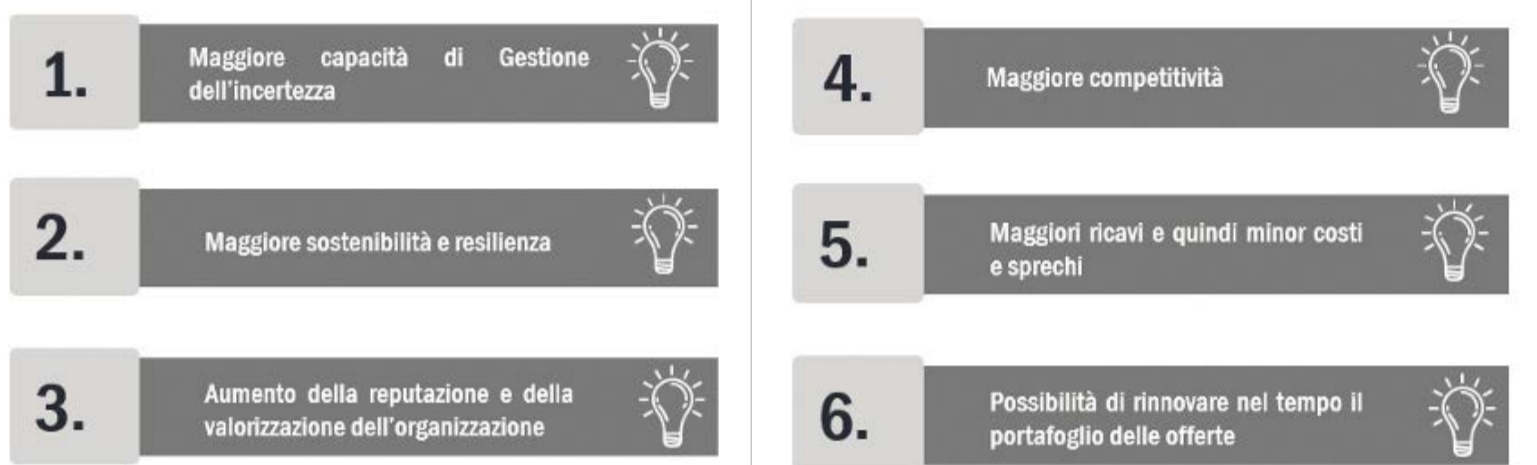 1.
Maggiore capacità di Gestione
dell'incertezza
2.
Maggiore sostenibilità e resilienza
3.
Aumento della reputazione e della
valorizzazione dell'organizzazione
4.
Maggiore competitività
5.
Maggiori ricavi e quindi minor costi
e sprechi
6.
Possibilità di rinnovare nel tempo il
portafoglio delle offerte